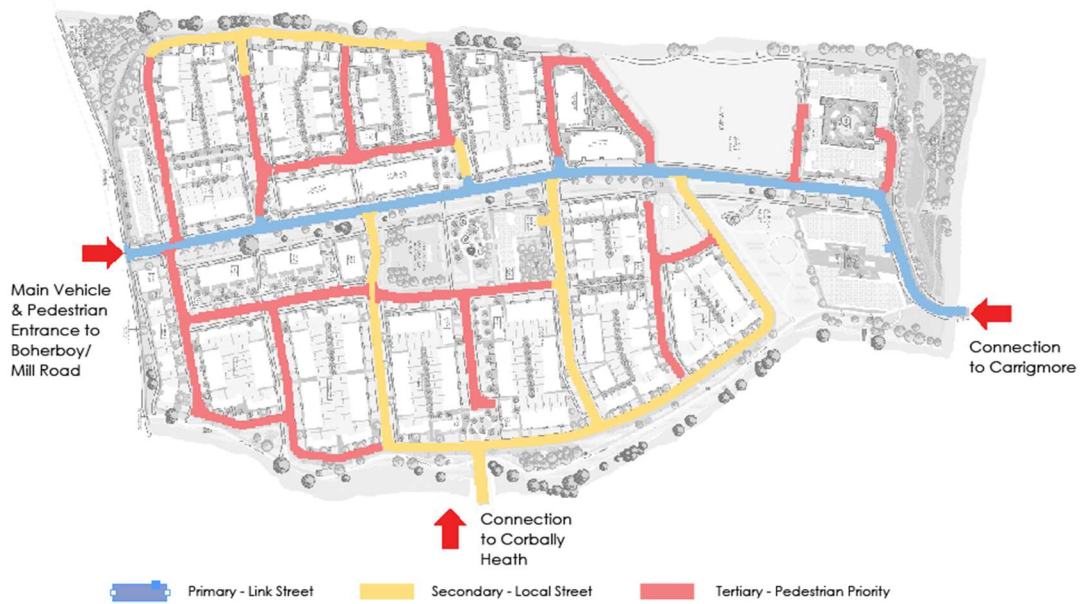 Main Vehicle
& Pedestrian
Entrance to
Boherboy/
Mill Road
Connection
to Carrigmore
Connection
to Corbally
Heath
Primary - Link Street
Secondary - Local Street
Tertiary - Pedestrian Priority